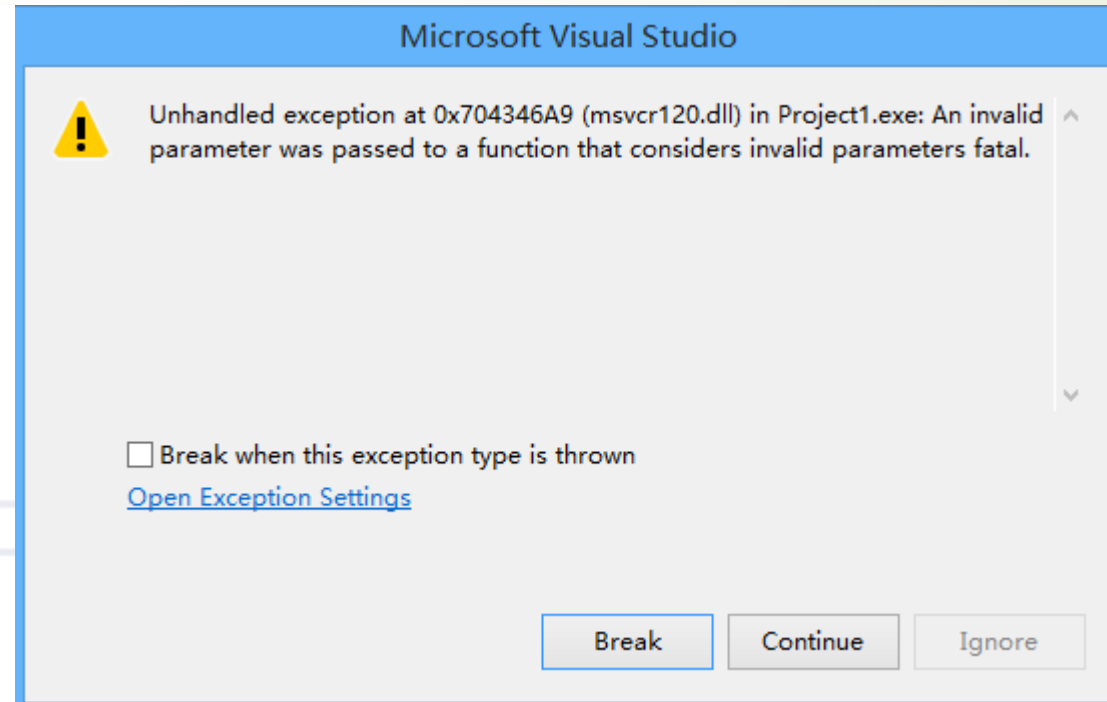 Microsoft Visual Studio
Unhandled exception at 0x704346A9 (msvcr120.dll) in Project1.exe: An invalid
parameter was passed to a function that considers invalid parameters fatal.
Break when this exception type is thrown
Open Exception Settings
Break Continue Ignore